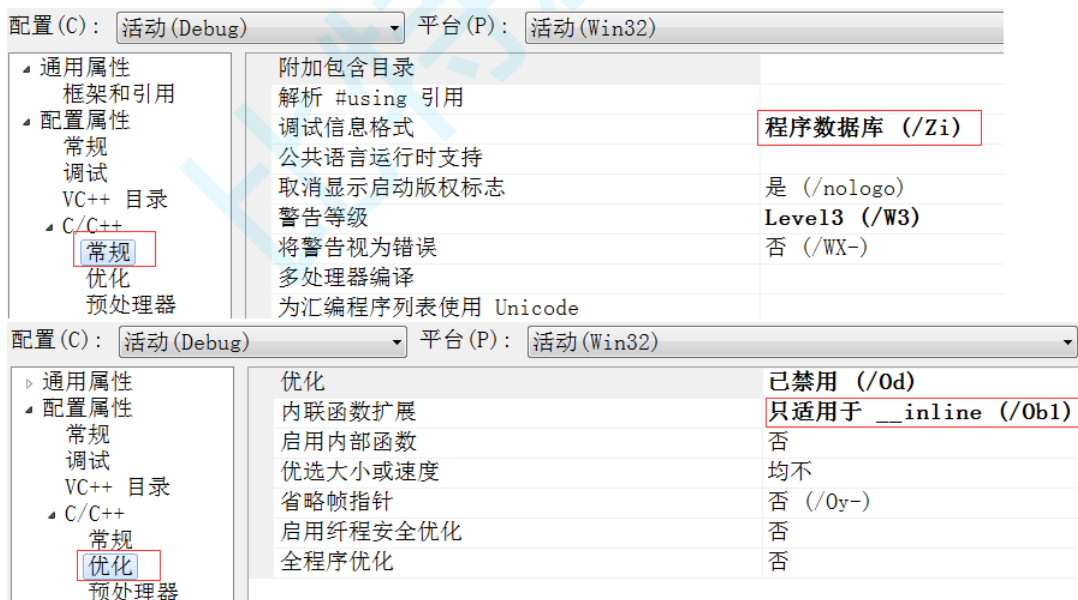 配置(C): 活动(Debug) 平台(P): 活动(Win32)
通用属性
框架和引用
配置属性
常规
调试
VC++ 目录
C/C++
常规
优化
预处理器
附加包含目录
解析 #using 引用
调试信息格式 程序数据库 (/Zi)
公共语言运行时支持
取消显示启动版权标志 是 (/nologo)
警告等级 Level3 (/W3)
将警告视为错误 否 (/WX-)
多处理器编译
为汇编程序列表使用 Unicode
配置(C): 活动(Debug) 平台(P): 活动(Win32)
通用属性
配置属性
常规
调试
VC++ 目录
C/C++
常规
优化
预处理器
优化 已禁用 (/Od)
内联函数扩展 只适用于 __inline (/Ob1)
启用内部函数 否
优选大小或速度 均不
省略帧指针 否 (/Oy-)
启用纤程安全优化 否
全程序优化 否